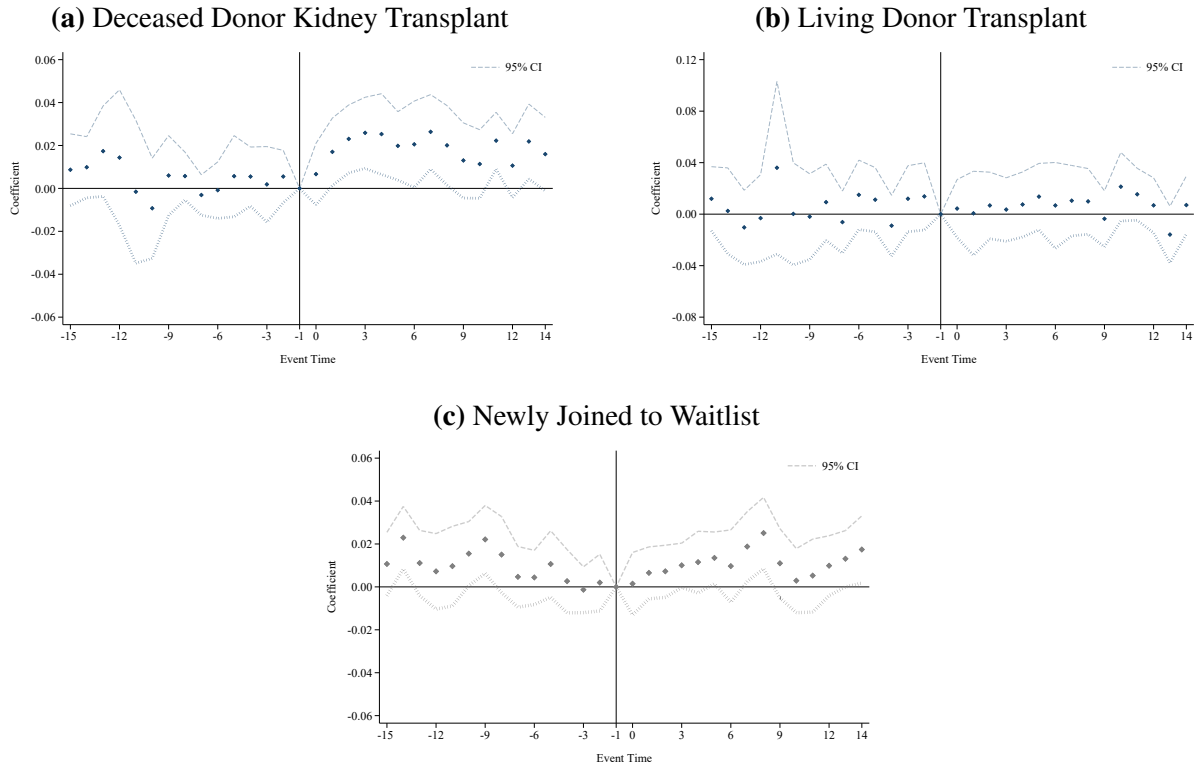 (a) Deceased Donor Kidney Transplant
0.06
0.04
0.02
0.00
-0.02
-0.04
-0.06
Coefficient
95% CI
-15 -12 -9 -6 -3 -1 0 3 6 9 12 14
Event Time
(b) Living Donor Transplant
0.12
0.08
0.04
0.00
-0.04
-0.08
Coefficient
95% CI
-15 -12 -9 -6 -3 -1 0 3 6 9 12 14
Event Time
(c) Newly Joined to Waitlist
0.06
0.04
0.02
0.00
-0.02
-0.04
-0.06
Coefficient
95% CI
-15 -12 -9 -6 -3 -1 0 3 6 9 12 14
Event Time